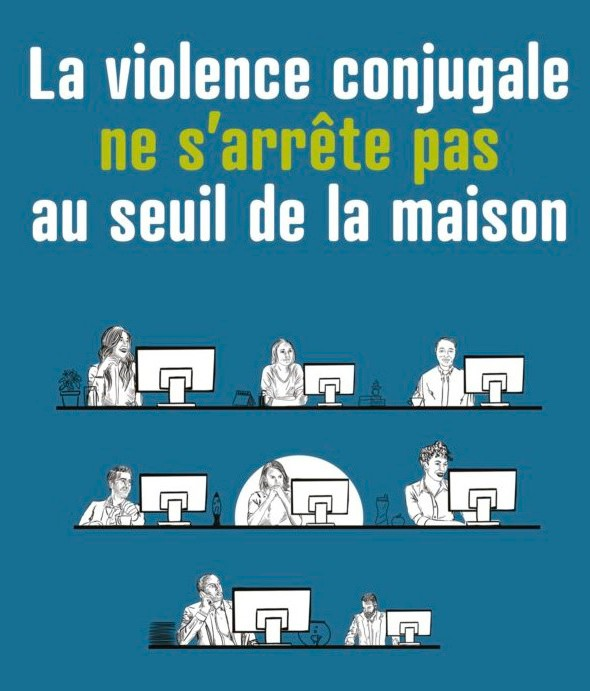 La violence conjugale
ne s'arrête pas
au seuil de la maison